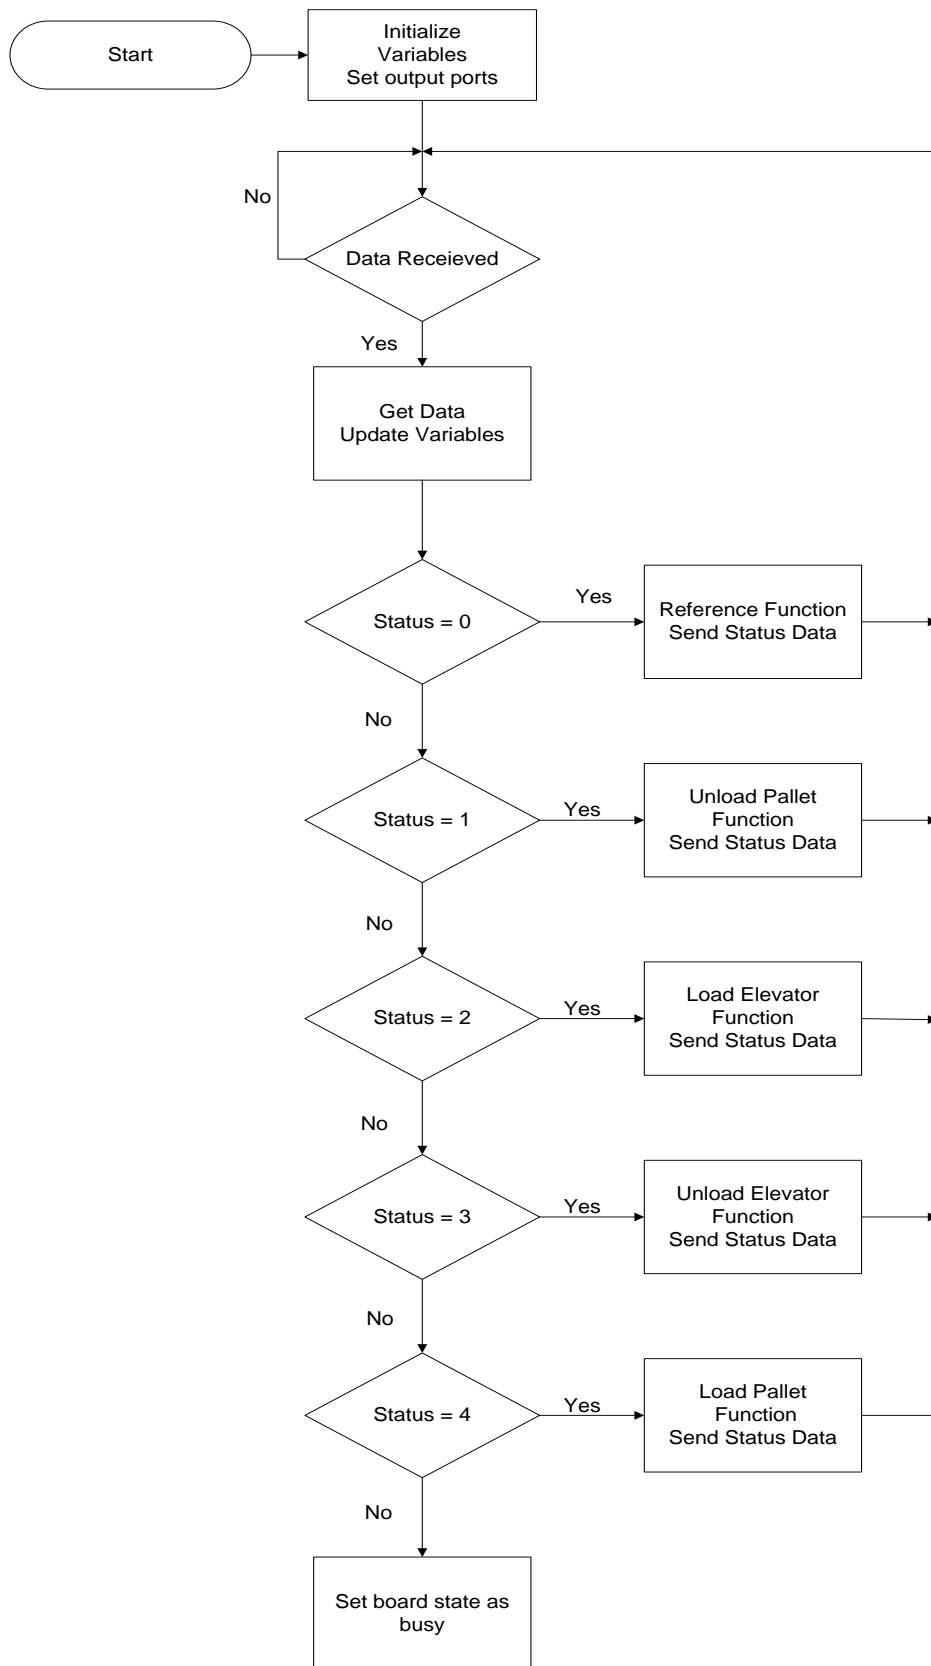 Start
Initialize
Variables
Set output ports
No
Data Receieved
Yes
Get Data
Update Variables
Status = 0
Yes
Reference Function
Send Status Data
No
Status = 1
Yes
Unload Pallet
Function
Send Status Data
No
Status = 2
Yes
Load Elevator
Function
Send Status Data
No
Status = 3
Yes
Unload Elevator
Function
Send Status Data
No
Status = 4
Yes
Load Pallet
Function
Send Status Data
No
Set board state as
busy